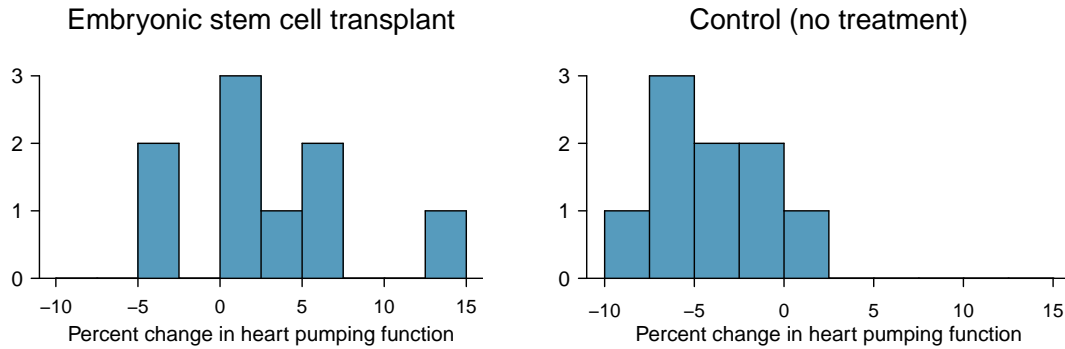 Embryonic stem cell transplant
3
2
1
0
−10 −5 0 5 10 15
Percent change in heart pumping function
Control (no treatment)
3
2
1
0
−10 −5 0 5 10 15
Percent change in heart pumping function